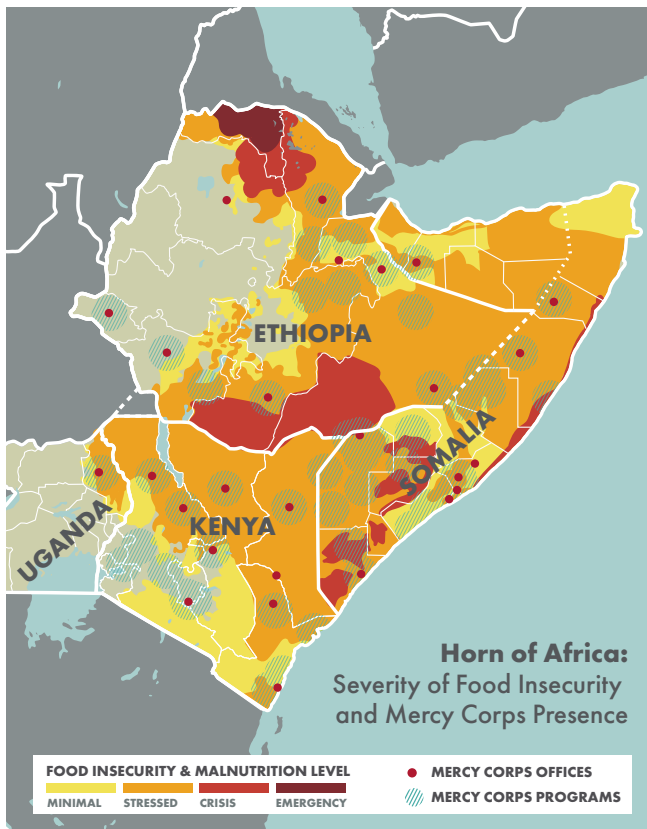 ETHIOPIA
SOMALIA
UGANDA
KENYA
Horn of Africa:
Severity of Food Insecurity
and Mercy Corps Presence
FOOD INSECURITY & MALNUTRITION LEVEL
MINIMAL STRESSED CRISIS EMERGENCY
MERCY CORPS OFFICES
MERCY CORPS PROGRAMS